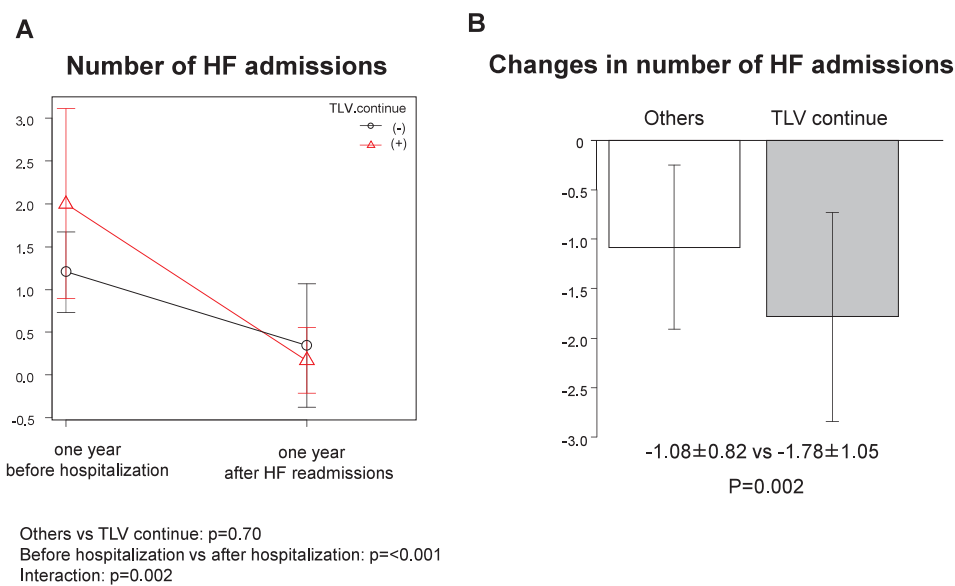 A
Number of HF admissions
TLV.continue
(-)
(+)
3.0
2.5
2.0
1.5
1.0
0.5
0.0
-0.5
one year
before hospitalization
one year
after HF readmissions
Others vs TLV continue: p=0.70
Before hospitalization vs after hospitalization: p=<0.001
Interaction: p=0.002
B
Changes in number of HF admissions
Others
TLV continue
0
-0.5
-1.0
-1.5
-2.0
-2.5
-3.0
-1.08±0.82 vs -1.78±1.05
P=0.002